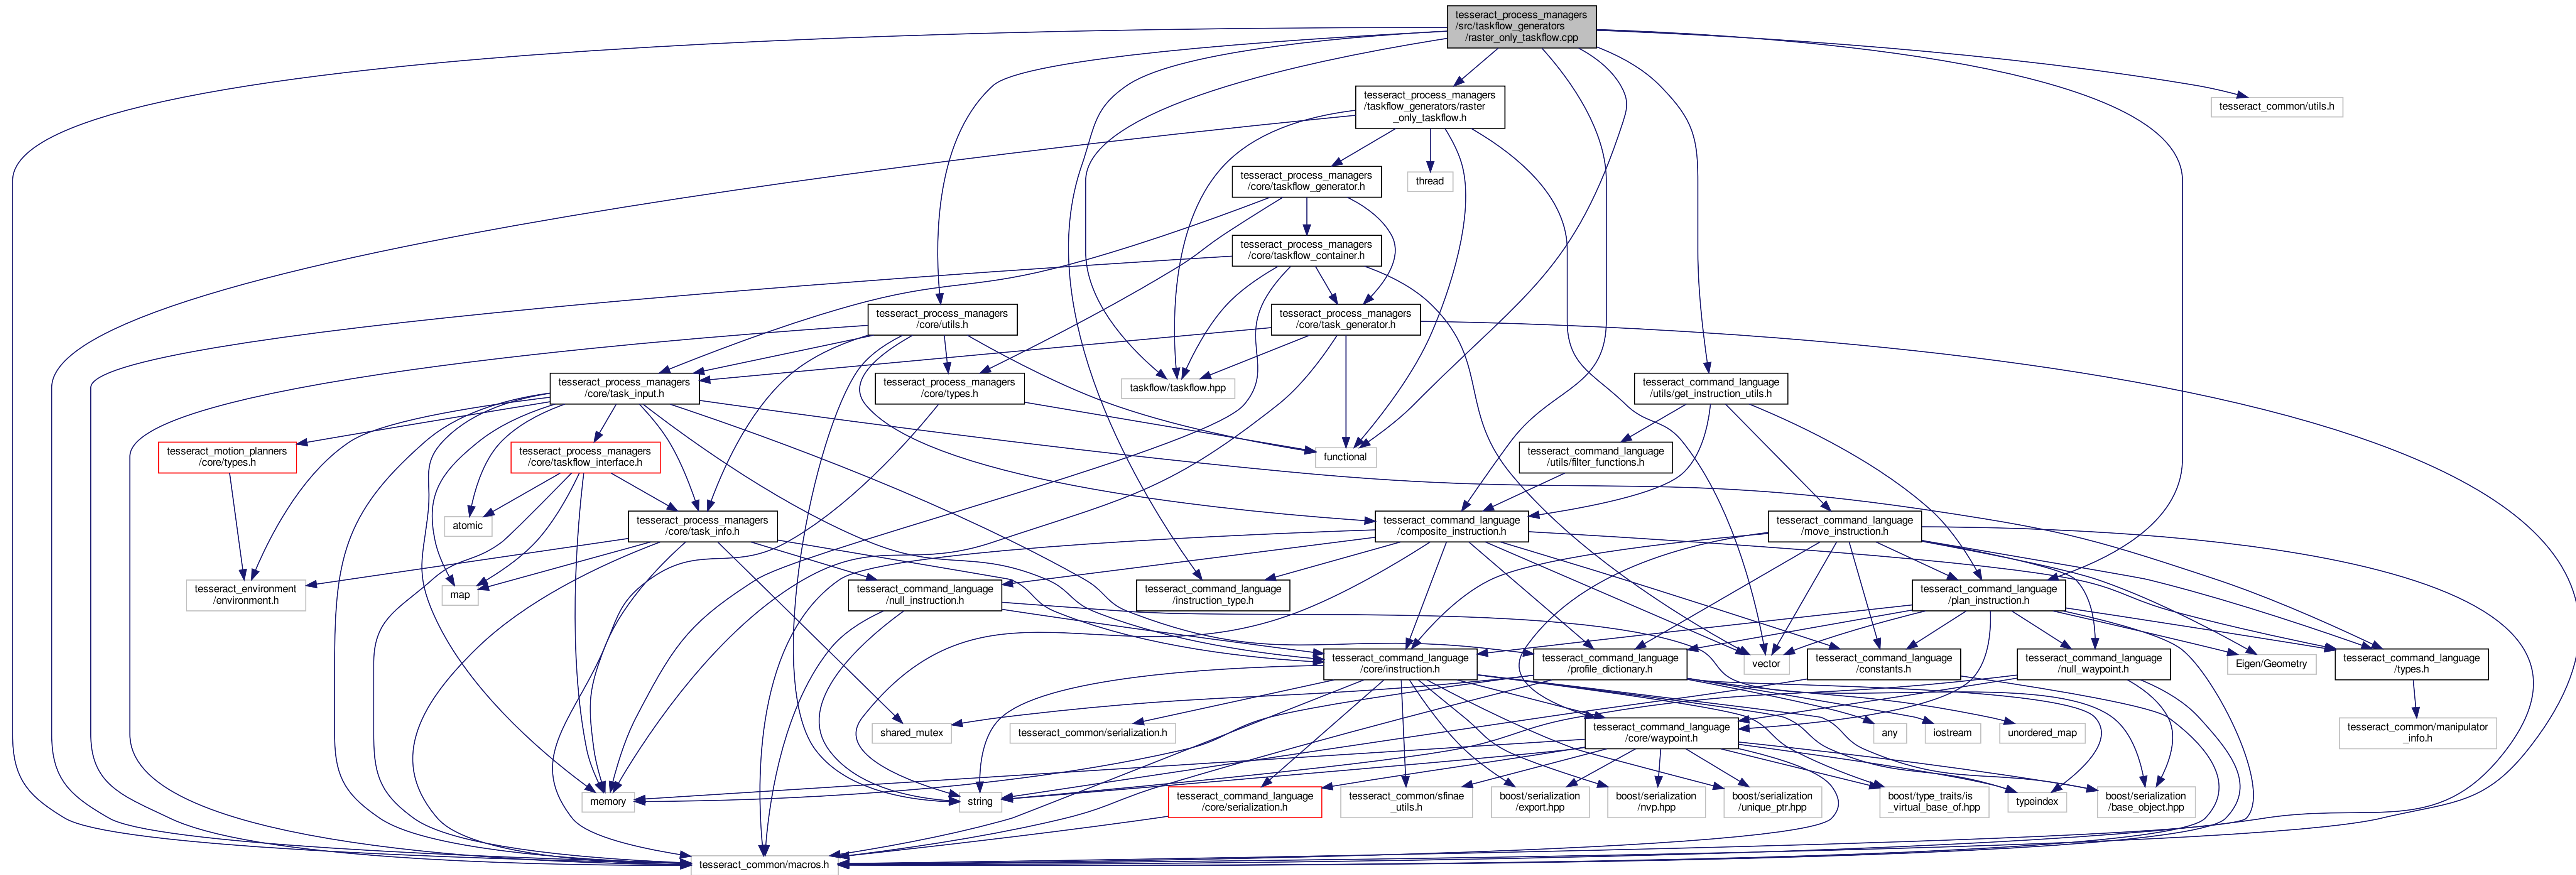 tesseract_process_managers
/src/taskflow_generators
/raster_only_taskflow.cpp
tesseract_process_managers
/taskflow_generators/raster
_only_taskflow.h
tesseract_common/utils.h
tesseract_process_managers
/core/taskflow_generator.h
thread
tesseract_process_managers
/core/taskflow_container.h
tesseract_process_managers
/core/utils.h
tesseract_process_managers
/core/task_generator.h
tesseract_process_managers
/core/task_input.h
tesseract_process_managers
/core/types.h
taskflow/taskflow.hpp
tesseract_command_language
/utils/get_instruction_utils.h
tesseract_motion_planners
/core/types.h
tesseract_process_managers
/core/taskflow_interface.h
functional
tesseract_command_language
/utils/filter_functions.h
atomic
tesseract_process_managers
/core/task_info.h
tesseract_command_language
/composite_instruction.h
tesseract_command_language
/move_instruction.h
tesseract_environment
/environment.h
map
tesseract_command_language
/null_instruction.h
tesseract_command_language
/instruction_type.h
tesseract_command_language
/plan_instruction.h
tesseract_command_language
/core/instruction.h
tesseract_command_language
/profile_dictionary.h
vector
tesseract_command_language
/constants.h
tesseract_command_language
/null_waypoint.h
Eigen/Geometry
tesseract_command_language
/types.h
shared_mutex
tesseract_common/serialization.h
tesseract_command_language
/core/waypoint.h
any
iostream
unordered_map
tesseract_common/manipulator
_info.h
memory
string
tesseract_command_language
/core/serialization.h
tesseract_common/sfinae
_utils.h
boost/serialization
/export.hpp
boost/serialization
/nvp.hpp
boost/serialization
/unique_ptr.hpp
boost/type_traits/is
_virtual_base_of.hpp
typeindex
boost/serialization
/base_object.hpp
tesseract_common/macros.h